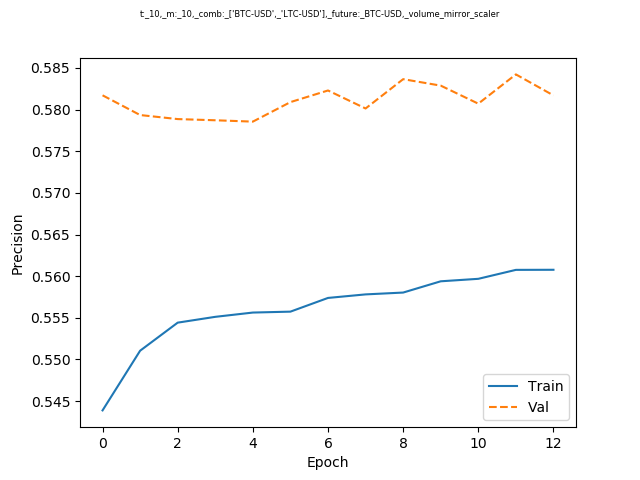 t:_10,_m:_10,_comb:_['BTC-USD',_'LTC-USD'],_future:_BTC-USD,_volume_mirror_scaler
0.585
0.580
0.575
0.570
0.565
0.560
0.555
0.550
0.545
Precision
Train
Val
0 2 4 6 8 10 12
Epoch